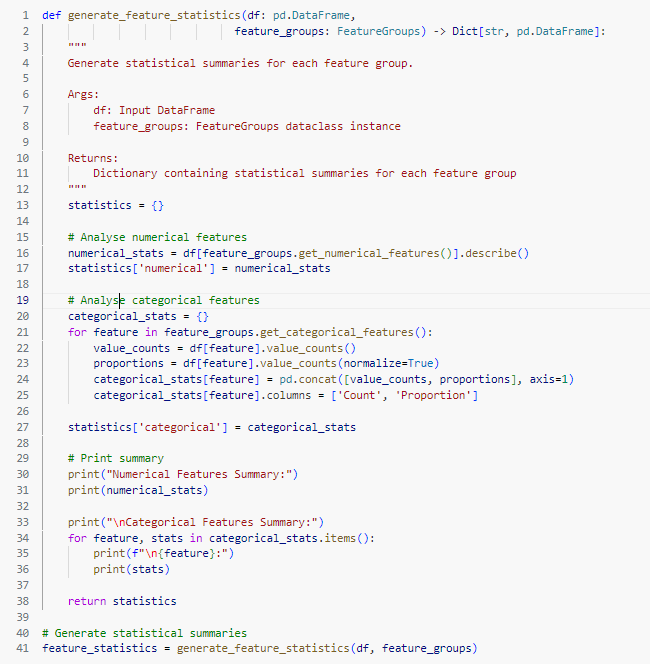 1 def generate_feature_statistics(df: pd.DataFrame,
2 feature_groups: FeatureGroups) -> Dict[str, pd.DataFrame]:
3 """
4 Generate statistical summaries for each feature group.
5
6 Args:
7 df: Input DataFrame
8 feature_groups: FeatureGroups dataclass instance
9
10 Returns:
11 Dictionary containing statistical summaries for each feature group
12 """
13 statistics = {}
14
15 # Analyse numerical features
16 numerical_stats = df[feature_groups.get_numerical_features()].describe()
17 statistics['numerical'] = numerical_stats
18
19 # Analyse categorical features
20 categorical_stats = {}
21 for feature in feature_groups.get_categorical_features():
22 value_counts = df[feature].value_counts()
23 proportions = df[feature].value_counts(normalize=True)
24 categorical_stats[feature] = pd.concat([value_counts, proportions], axis=1)
25 categorical_stats[feature].columns = ['Count', 'Proportion']
26
27 statistics['categorical'] = categorical_stats
28
29 # Print summary
30 print("Numerical Features Summary:")
31 print(numerical_stats)
32
33 print("\nCategorical Features Summary:")
34 for feature, stats in categorical_stats.items():
35 print(f"\n{feature}:")
36 print(stats)
37
38 return statistics
39
40 # Generate statistical summaries
41 feature_statistics = generate_feature_statistics(df, feature_groups)